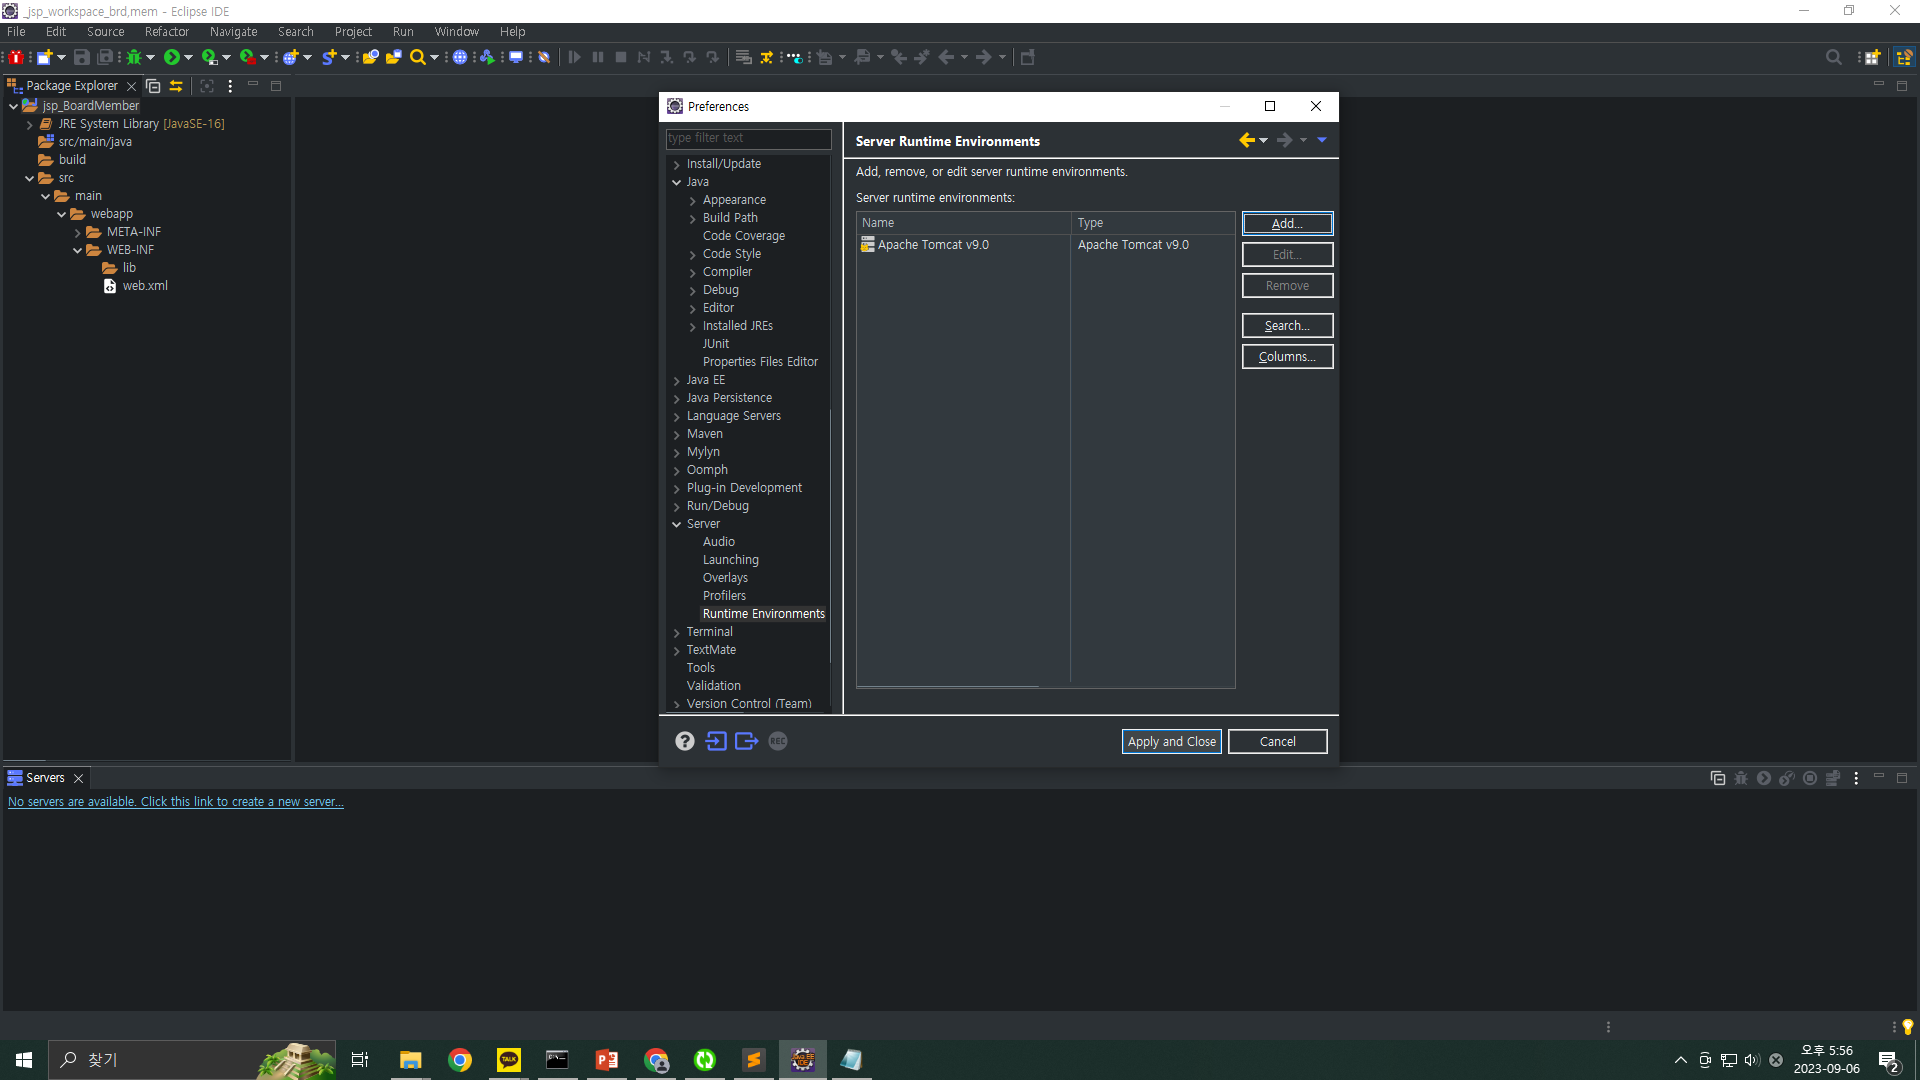 _jsp_workspace_brd,mem - Eclipse IDE
File Edit Source Refactor Navigate Search Project Run Window Help
Package Explorer
jsp_BoardMember
JRE System Library [JavaSE-16]
src/main/java
build
src
main
webapp
META-INF
WEB-INF
lib
web.xml
Preferences
type filter text
Install/Update
Java
Appearance
Build Path
Code Coverage
Code Style
Compiler
Debug
Editor
Installed JREs
JUnit
Properties Files Editor
Java EE
Java Persistence
Language Servers
Maven
Mylyn
Oomph
Plug-in Development
Run/Debug
Server
Audio
Launching
Overlays
Profilers
Runtime Environments
Terminal
TextMate
Tools
Validation
Version Control (Team)
Server Runtime Environments
Add, remove, or edit server runtime environments.
Server runtime environments:
Name Type
Apache Tomcat v9.0 Apache Tomcat v9.0
Add...
Edit...
Remove
Search...
Columns...
REC
Apply and Close Cancel
Servers
No servers are available. Click this link to create a new server...
찾기
TALK
오후 5:56
2023-09-06
2